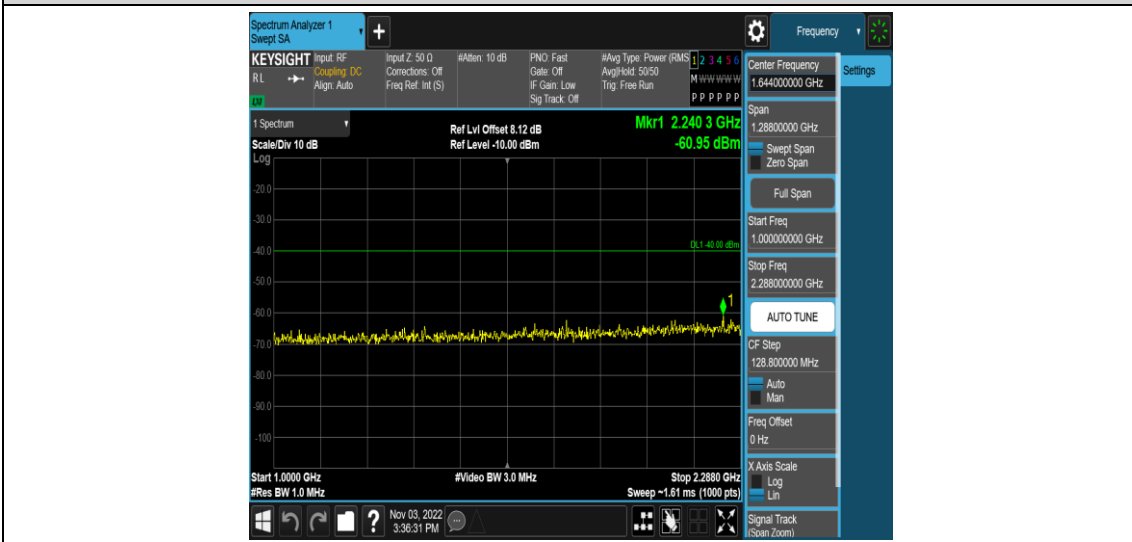 Spectrum Analyzer 1
Swept SA
+
Frequency
KEYSIGHT
RL
LXI
Input: RF
Coupling: DC
Align: Auto
Input Z: 50 Ω
Corrections: Off
Freq Ref: Int (S)
#Atten: 10 dB
PNO: Fast
Gate: Off
IF Gain: Low
Sig Track: Off
#Avg Type: Power (RMS
Avg|Hold: 50/50
Trig: Free Run
1 2 3 4 5 6
M W W W W W
P P P P P P
1 Spectrum
Scale/Div 10 dB
Log
Ref Lvl Offset 8.12 dB
Ref Level -10.00 dBm
Mkr1 2.240 3 GHz
-60.95 dBm
-20.0
-30.0
-40.0
DL1 -40.00 dBm
-50.0
-60.0
1
-70.0
-80.0
-90.0
-100
Start 1.0000 GHz
#Res BW 1.0 MHz
#Video BW 3.0 MHz
Stop 2.2880 GHz
Sweep ~1.61 ms (1000 pts)
Nov 03, 2022
3:36:31 PM
?
Center Frequency
1.644000000 GHz
Settings
Span
1.28800000 GHz
Swept Span
Zero Span
Full Span
Start Freq
1.000000000 GHz
Stop Freq
2.288000000 GHz
AUTO TUNE
CF Step
128.800000 MHz
Auto
Man
Freq Offset
0 Hz
X Axis Scale
Log
Lin
Signal Track
(Span Zoom)